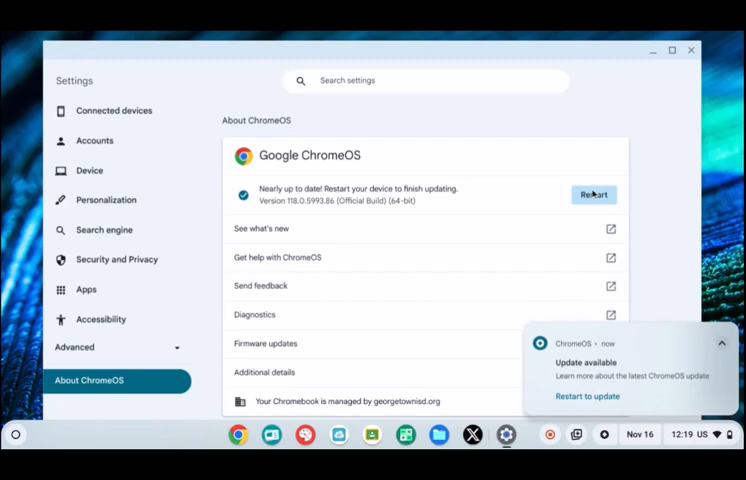 Settings
Search settings
Connected devices
Accounts
Device
Personalization
Search engine
Security and Privacy
Apps
Accessibility
Advanced
About ChromeOS
About ChromeOS
Google ChromeOS
Nearly up to date! Restart your device to finish updating.
Version 118.0.5993.86 (Official Build) (64-bit)
Restart
See what's new
Get help with ChromeOS
Send feedback
Diagnostics
Firmware updates
Additional details
Your Chromebook is managed by georgetownisd.org
ChromeOS • now
Update available
Learn more about the latest ChromeOS update
Restart to update
Nov 16
12:19 US